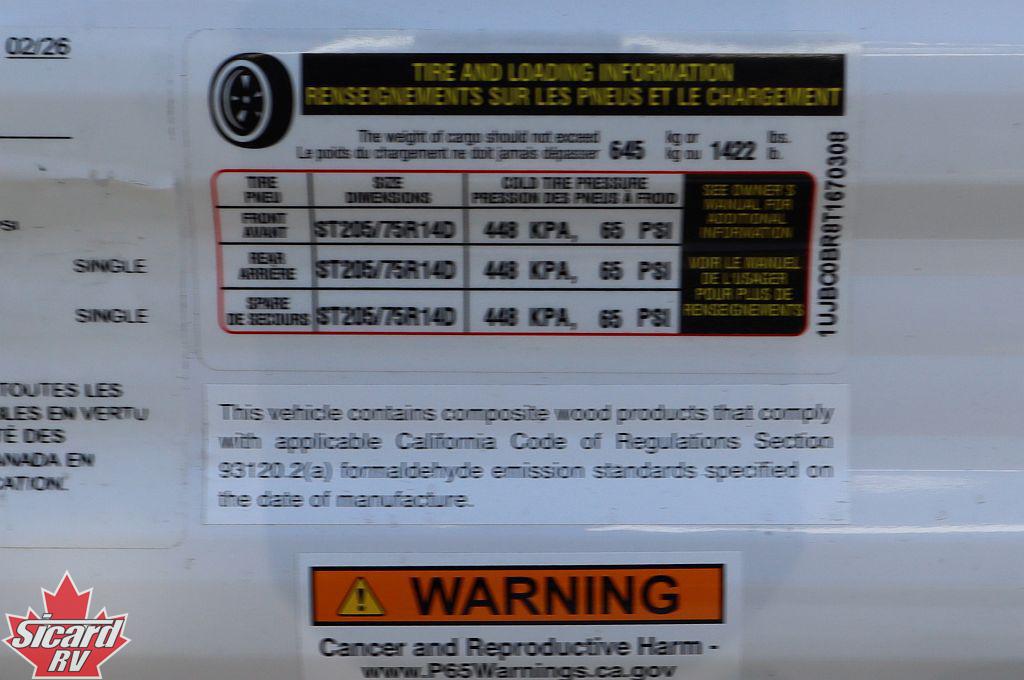 02/26
SI
SINGLE
SINGLE
TOUTES LES
LES EN VERTU
TÉ DES
ANADA EN
CATION.
TIRE AND LOADING INFORMATION
RENSEIGNEMENTS SUR LES PNEUS ET LE CHARGEMENT
The weight of cargo should not exceed 645 kg or 1422 lbs.
Le poids du chargement ne doit jamais dépasser kg ou lb.
TIRE SIZE COLD TIRE PRESSURE
PNEU DIMENSIONS PRESSION DES PNEUS À FROID
FRONT
AVANT ST205/75R14D 448 KPA, 65 PSI
REAR
ARRIÈRE ST205/75R14D 448 KPA, 65 PSI
SPARE
DE SECOURS ST205/75R14D 448 KPA, 65 PSI
SEE OWNER'S
MANUAL FOR
ADDITIONAL
INFORMATION
VOIR LE MANUEL
DE L'USAGER
POUR PLUS DE
RENSEIGNEMENTS
1UJBC0BR8T1670308
This vehicle contains composite wood products that comply
with applicable California Code of Regulations Section
93120.2(a) formaldehyde emission standards specified on
the date of manufacture.
WARNING
Cancer and Reproductive Harm -
www.P65Warnings.ca.gov
Sicard
RV